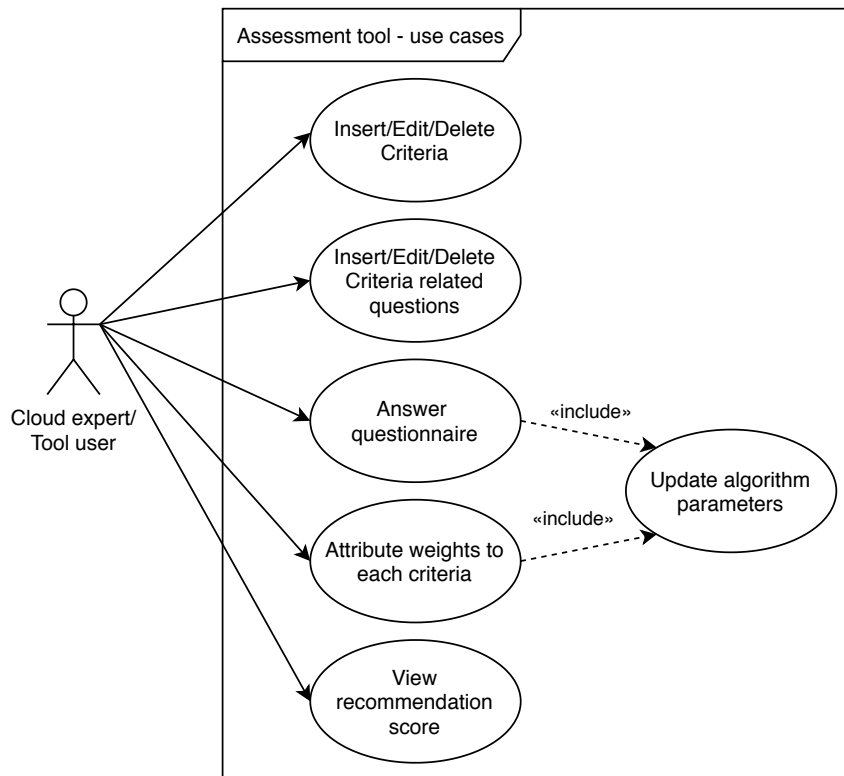 Assessment tool - use cases
Insert/Edit/Delete
Criteria
Insert/Edit/Delete
Criteria related
questions
Cloud expert/
Tool user
Answer
questionnaire
«include»
Update algorithm
parameters
«include»
Attribute weights to
each criteria
View
recommendation
score